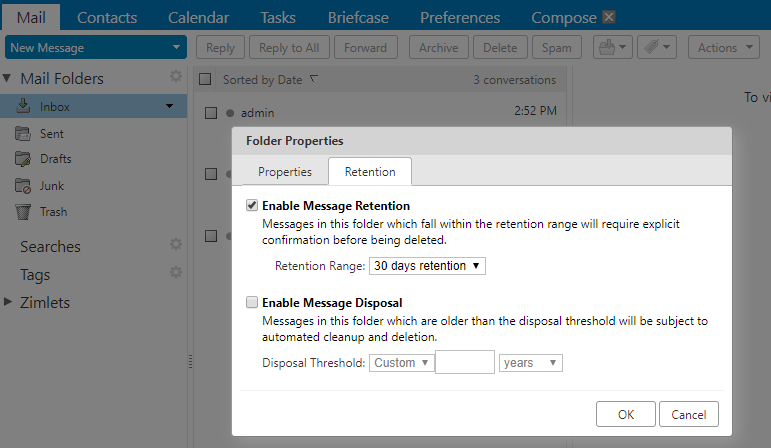 Mail Contacts Calendar Tasks Briefcase Preferences Compose
New Message Reply Reply to All Forward Archive Delete Spam Actions
Mail Folders Sorted by Date 3 conversations
To vi
Inbox admin 2:52 PM
Sent
Drafts
Junk
Trash
Searches
Tags
Zimlets
Folder Properties
Properties Retention
Enable Message Retention
Messages in this folder which fall within the retention range will require explicit
confirmation before being deleted.
Retention Range: 30 days retention
Enable Message Disposal
Messages in this folder which are older than the disposal threshold will be subject to
automated cleanup and deletion.
Disposal Threshold: Custom years
OK Cancel